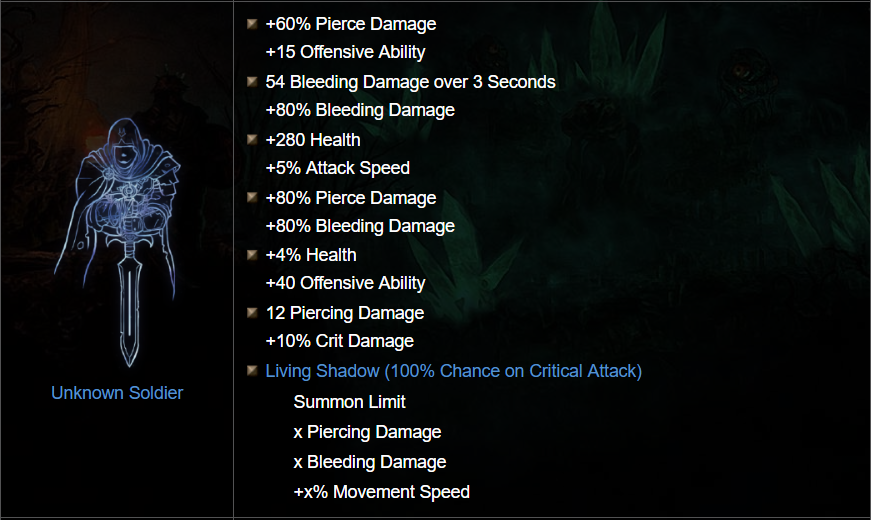 +60% Pierce Damage
+15 Offensive Ability
54 Bleeding Damage over 3 Seconds
+80% Bleeding Damage
+280 Health
+5% Attack Speed
+80% Pierce Damage
+80% Bleeding Damage
+4% Health
+40 Offensive Ability
12 Piercing Damage
+10% Crit Damage
Living Shadow (100% Chance on Critical Attack)
Summon Limit
x Piercing Damage
x Bleeding Damage
+x% Movement Speed
Unknown Soldier